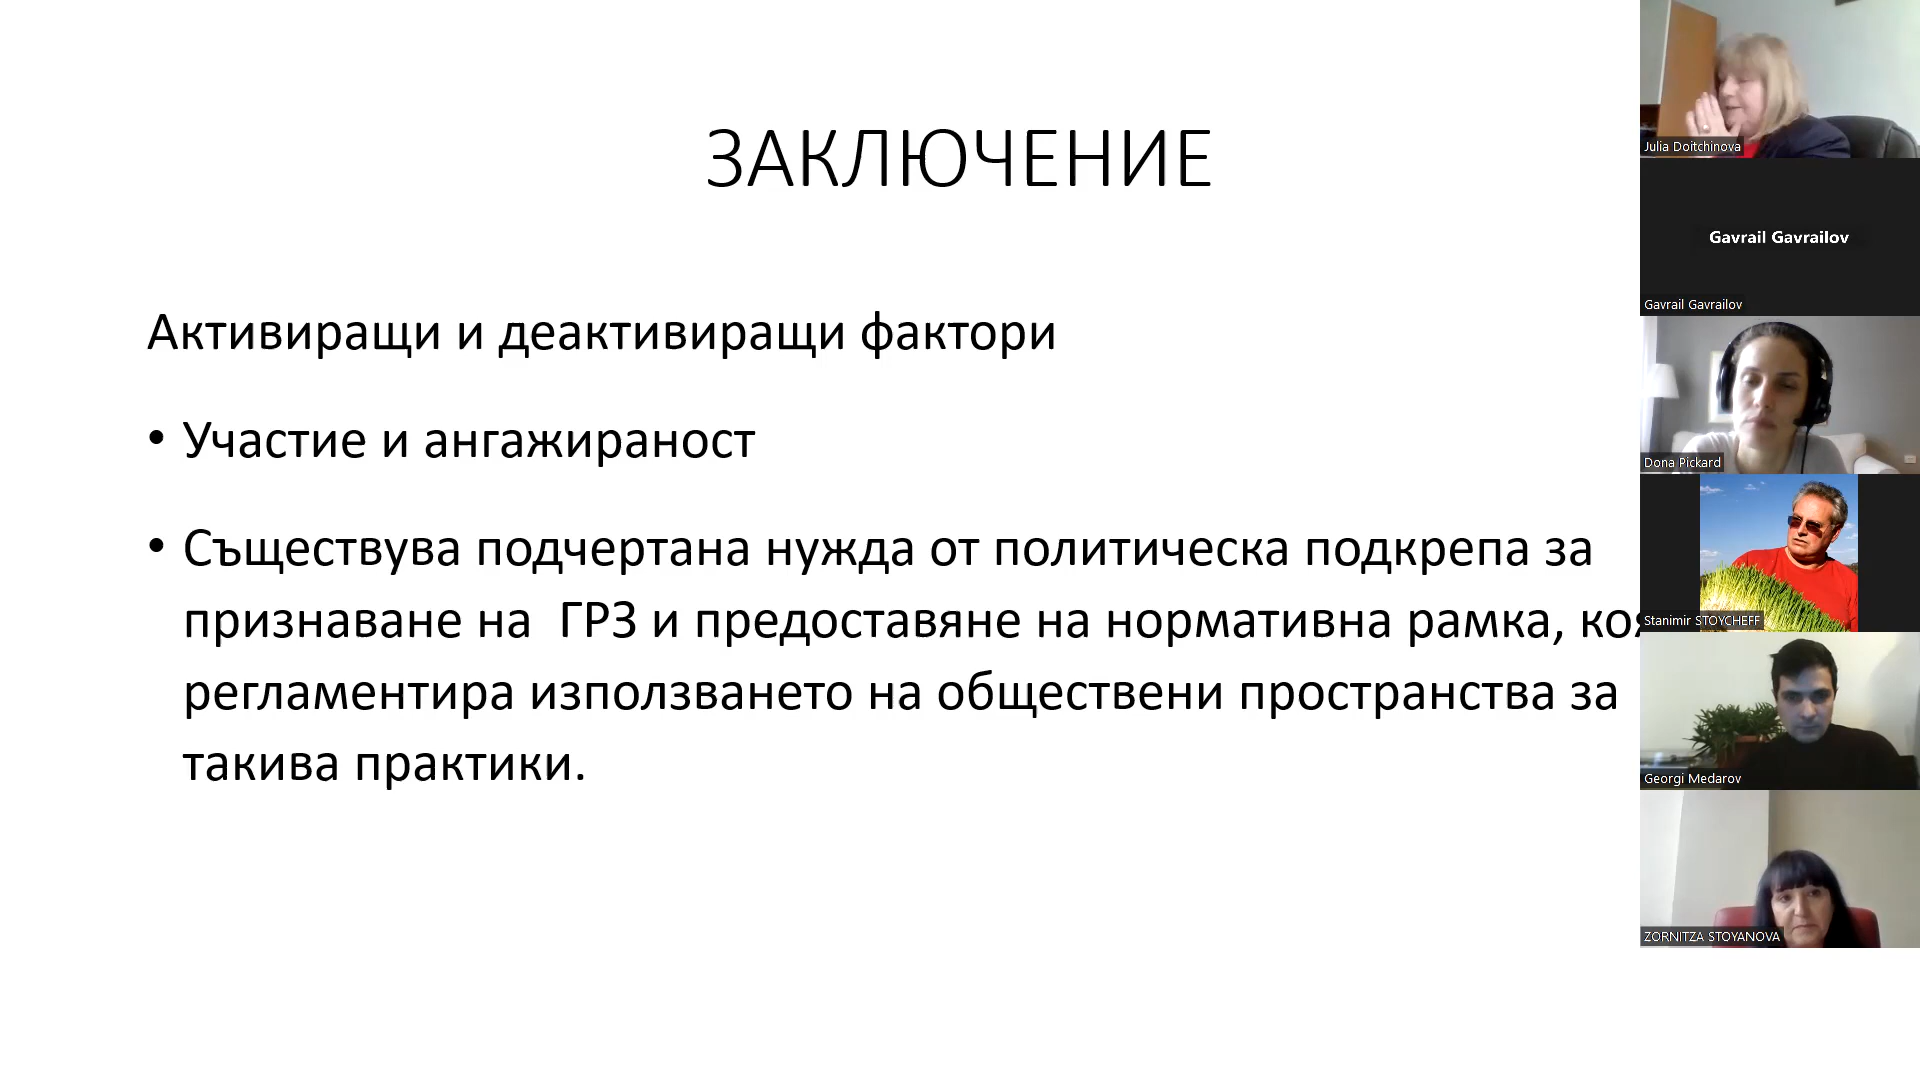 ЗАКЛЮЧЕНИЕ
Активиращи и деактивиращи фактори
• Участие и ангажираност
• Съществува подчертана нужда от политическа подкрепа за
признаване на ГРЗ и предоставяне на нормативна рамка,
регламентира използването на обществени пространства за
такива практики.
Julia Doitchinova
Gavrail Gavrailov
Gavrail Gavrailov
Dona Pickard
Stanimir STOYCHEFF
Georgi Medarov
ZORNITZA STOYANOVA